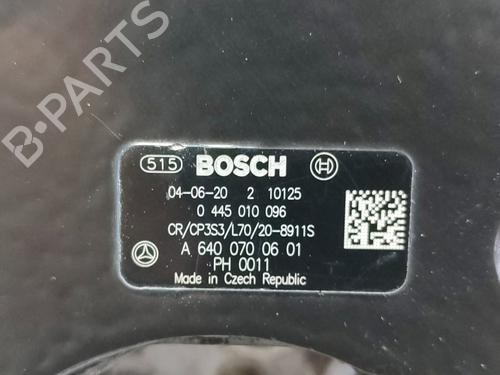 B-PARTS
515 BOSCH
04-06-20 2 10125
0 445 010 096
CR/CP3S3/L70/20-8911S
A 640 070 06 01
PH 0011
Made in Czech Republic